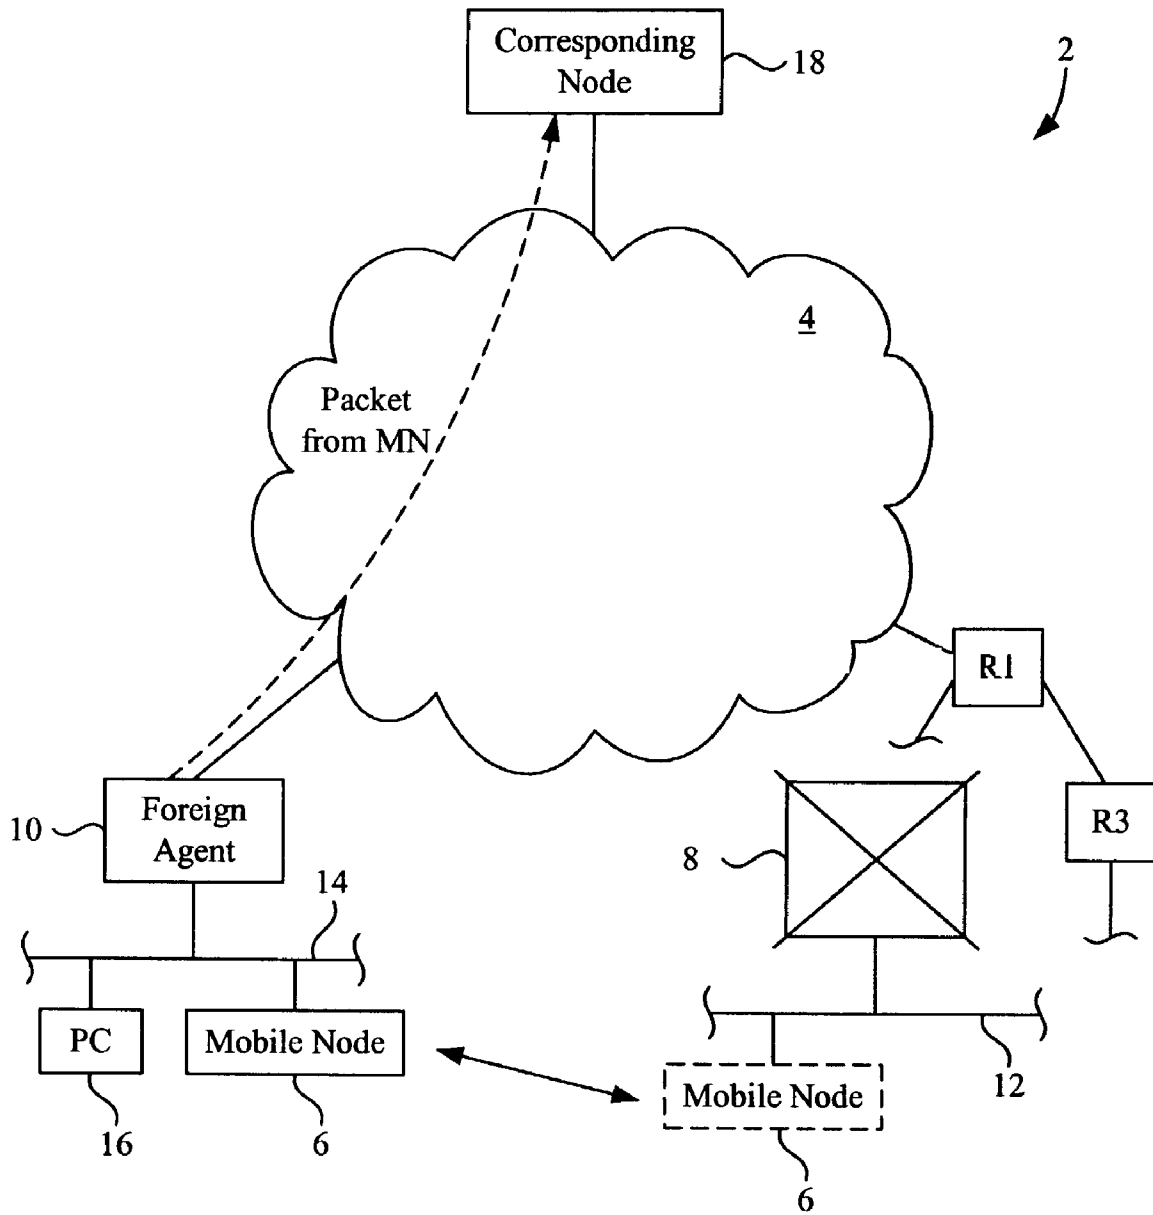 Corresponding
Node
18
2
4
Packet
from MN
R1
R3
Foreign
Agent
10
8
14
PC
Mobile Node
16
6
12
Mobile Node
6